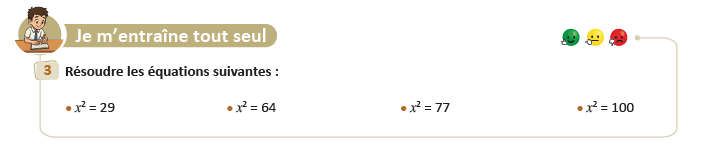 Je m’entraîne tout seul
3 Résoudre les équations suivantes :
• x² = 29 • x² = 64 • x² = 77 • x² = 100